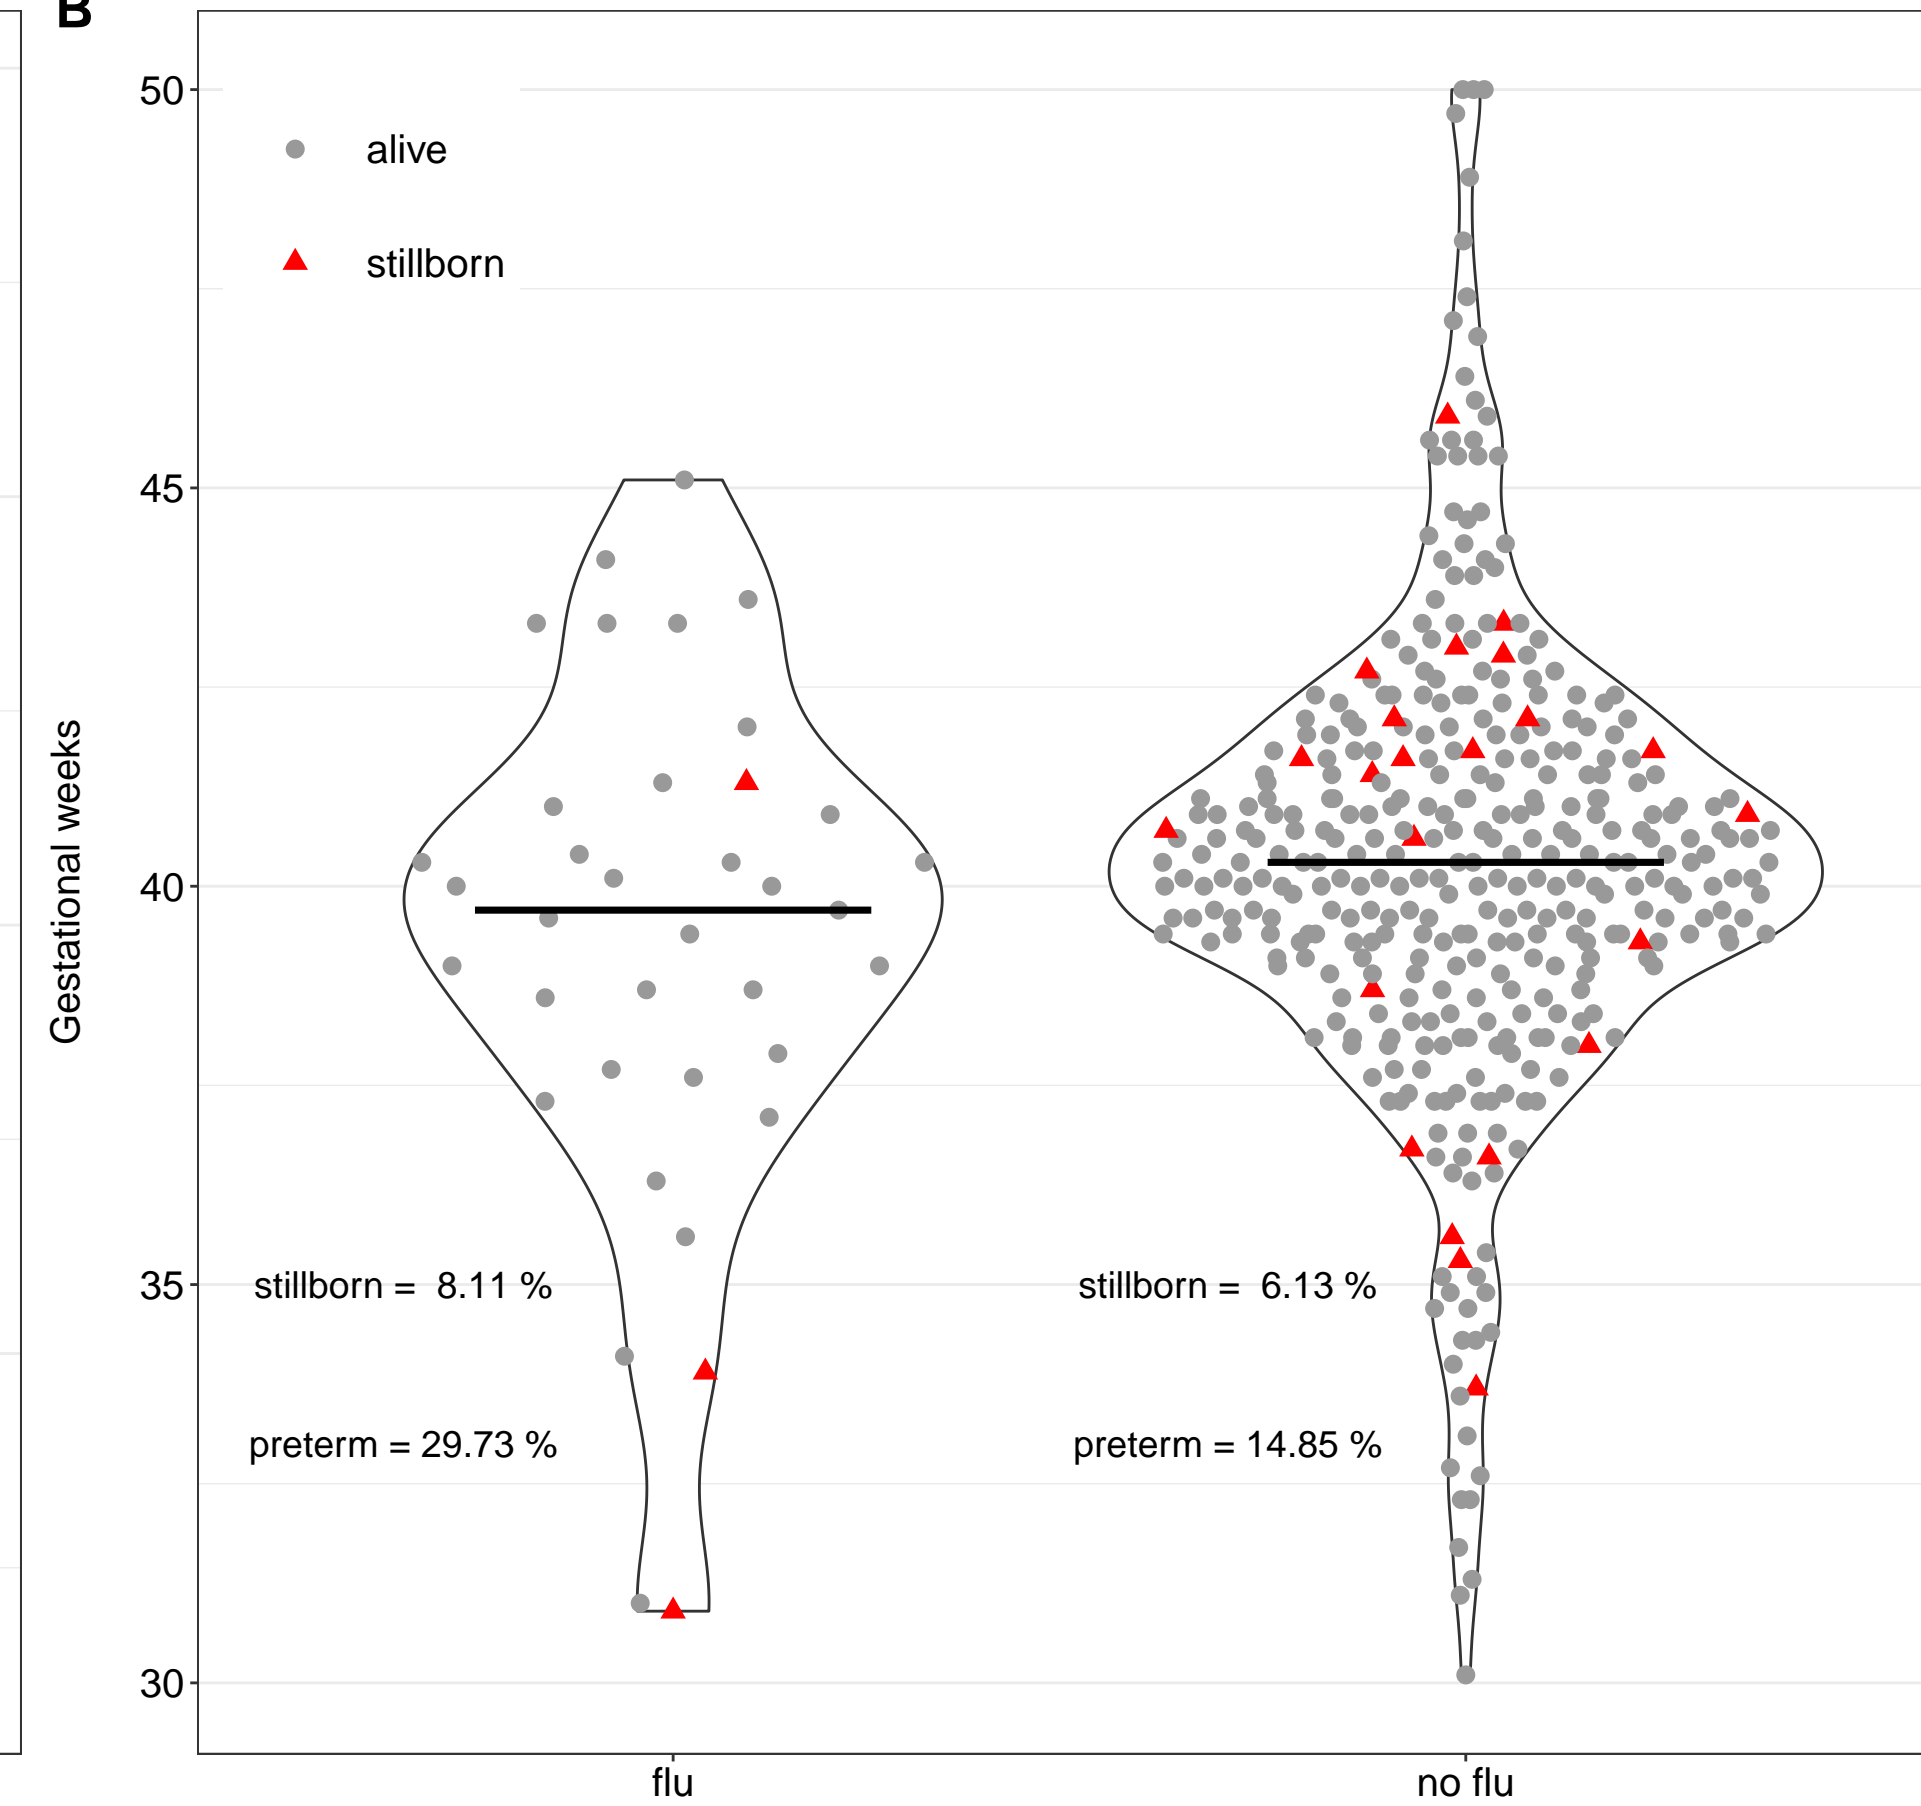 B
50
alive
stillborn
45
Gestational weeks
40
35
stillborn = 8.11 %
stillborn = 6.13 %
preterm = 29.73 %
preterm = 14.85 %
30
flu
no flu